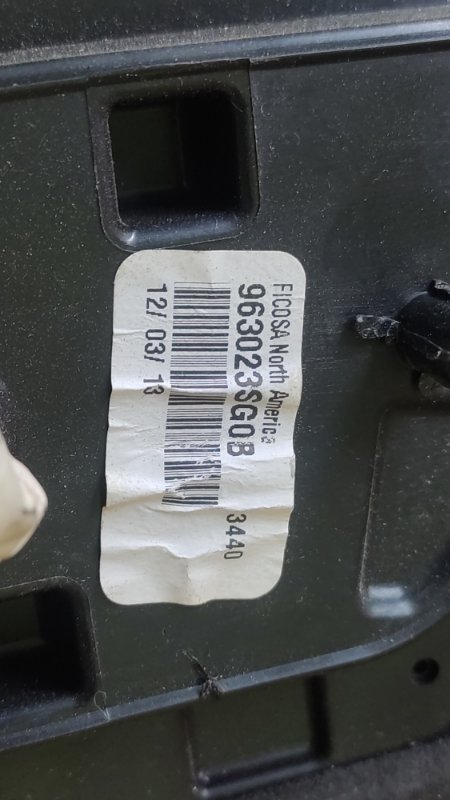 FICOSA North America
963023SG0B
3440
12/ 03/ 13